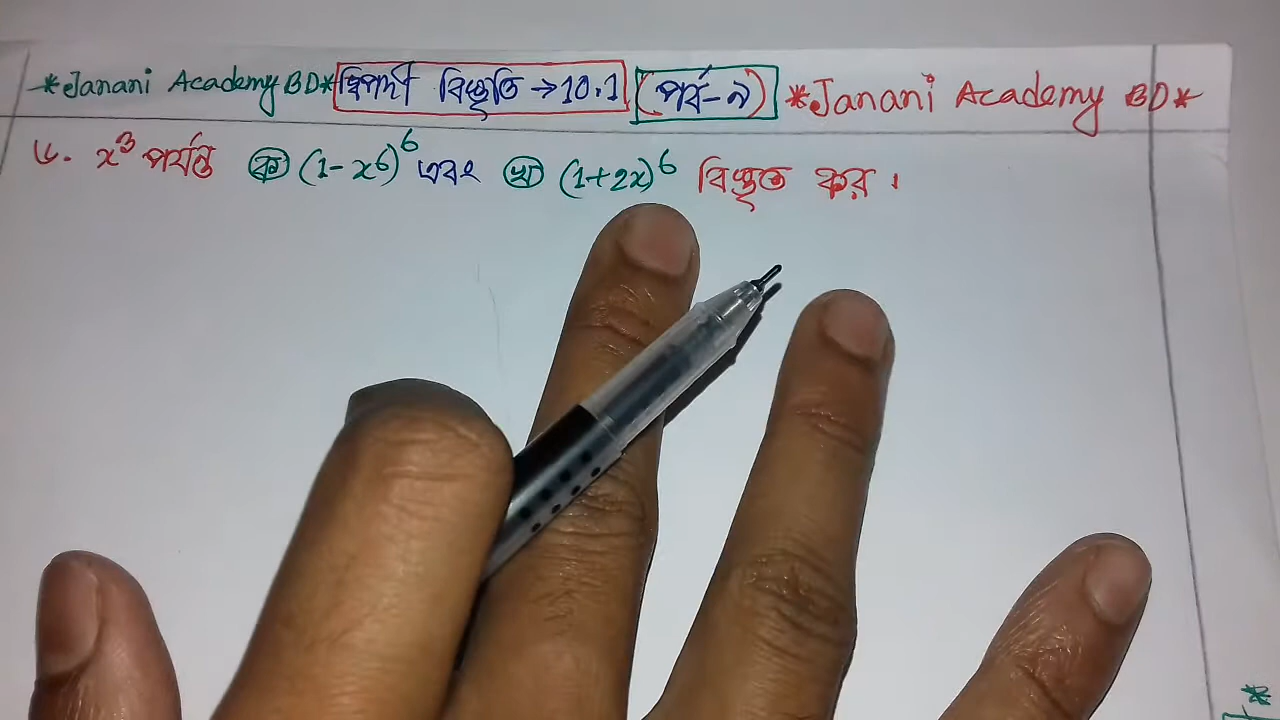 *Janani Academy BD* দ্বিপদী বিস্তৃতি →10.1 (পর্ব-৯) *Janani Academy BD*
৬. x³ পর্যন্ত ক (1-x6)⁶ এবং খ (1+2x)⁶ বিস্তৃত কর।